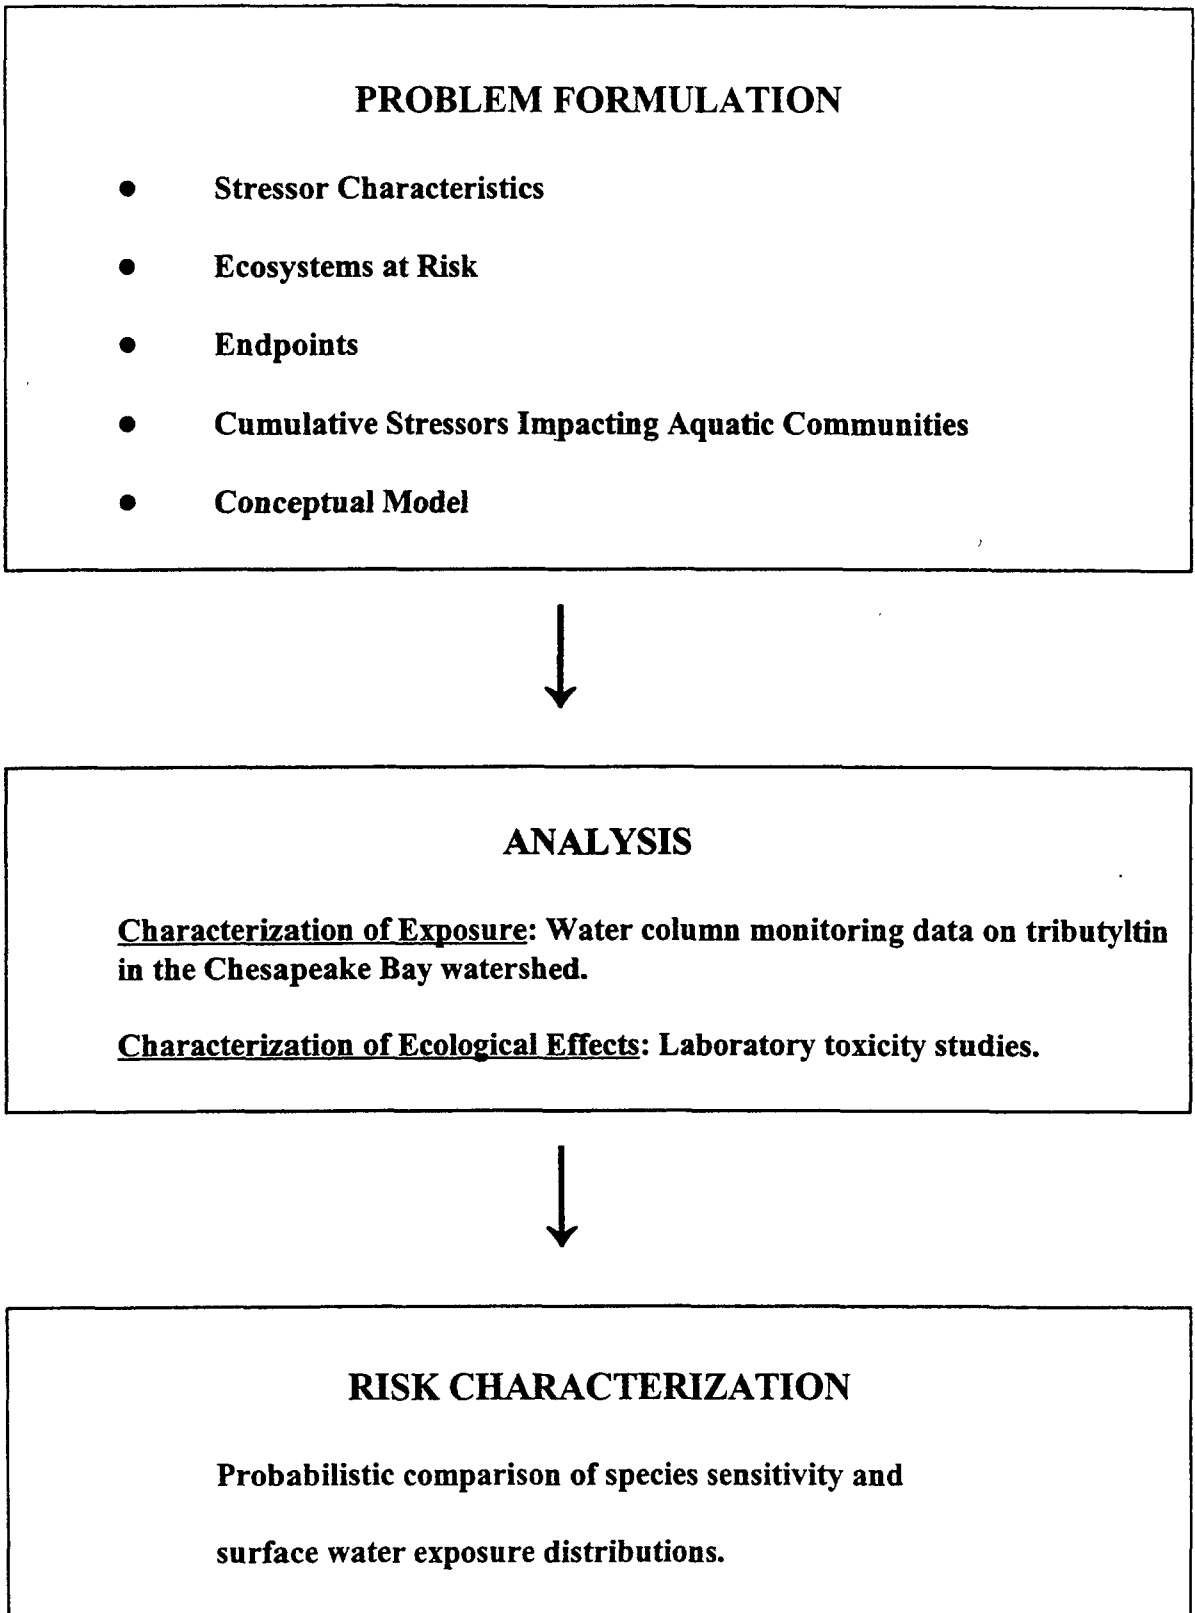 PROBLEM FORMULATION
● Stressor Characteristics
● Ecosystems at Risk
● Endpoints
● Cumulative Stressors Impacting Aquatic Communities
● Conceptual Model
ANALYSIS
Characterization of Exposure: Water column monitoring data on tributyltin
in the Chesapeake Bay watershed.
Characterization of Ecological Effects: Laboratory toxicity studies.
RISK CHARACTERIZATION
Probabilistic comparison of species sensitivity and
surface water exposure distributions.